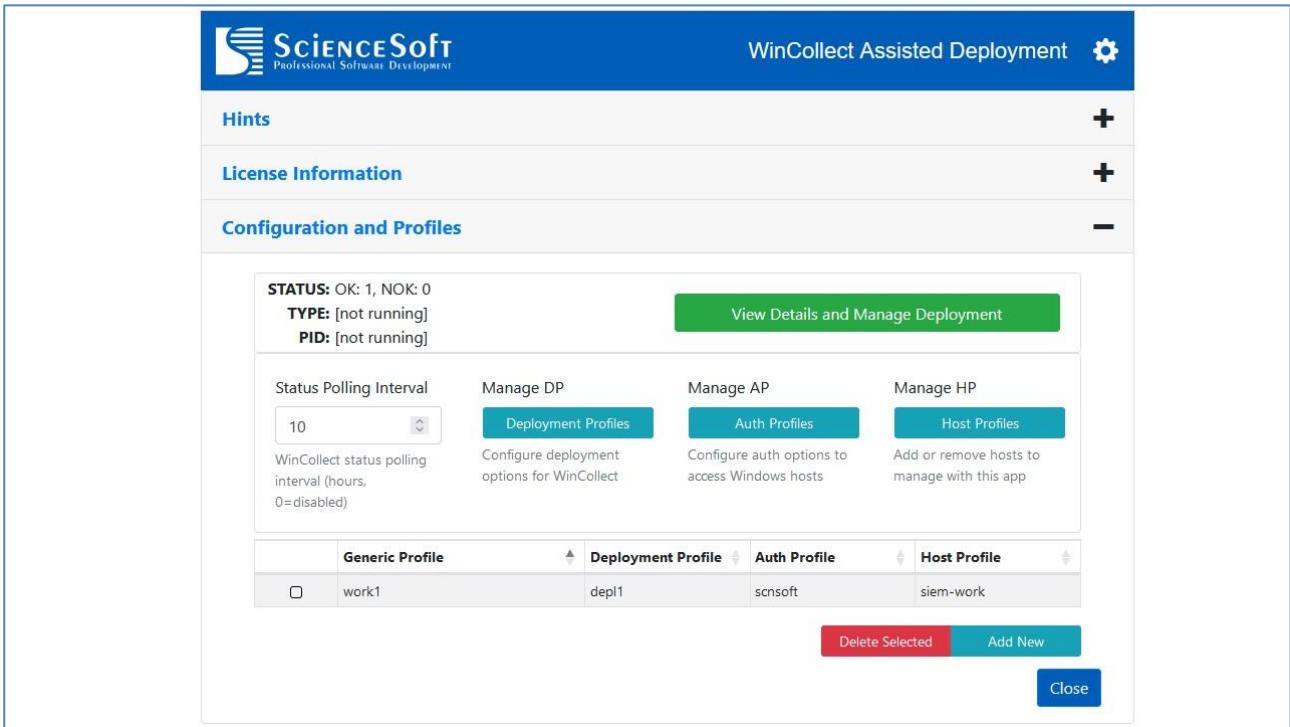 SCIENCESOFT
PROFESSIONAL SOFTWARE DEVELOPMENT
WinCollect Assisted Deployment
Hints
License Information
Configuration and Profiles
STATUS: OK: 1, NOK: 0
TYPE: [not running]
PID: [not running]
View Details and Manage Deployment
Status Polling Interval
10
WinCollect status polling
interval (hours,
0=disabled)
Manage DP
Deployment Profiles
Configure deployment
options for WinCollect
Manage AP
Auth Profiles
Configure auth options to
access Windows hosts
Manage HP
Host Profiles
Add or remove hosts to
manage with this app
Generic Profile Deployment Profile Auth Profile Host Profile
work1 depl1 scnsoft siem-work
Delete Selected Add New
Close